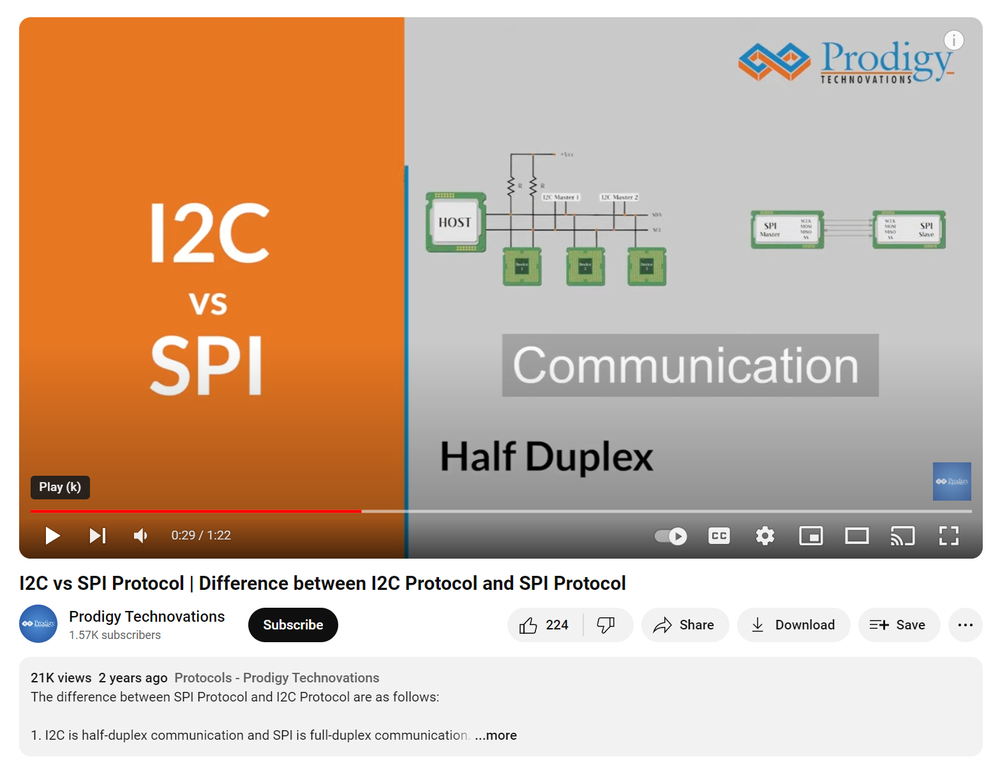 I2C
vs
SPI
Prodigy
TECHNOVATIONS
i
+Vcc
R
R
I2C Master 1
I2C Master 2
HOST
SDA
SCL
Device
1
Device
2
Device
3
SPI
Master
SCLK
MOSI
MISO
SS
SCLK
MOSI
MISO
SS
SPI
Slave
Communication
Half Duplex
Prodigy
Play (k)
0:29 / 1:22
CC
I2C vs SPI Protocol | Difference between I2C Protocol and SPI Protocol
Prodigy
Prodigy Technovations
1.57K subscribers
Subscribe
224
Share
Download
Save
21K views 2 years ago Protocols - Prodigy Technovations
The difference between SPI Protocol and I2C Protocol are as follows:
1. I2C is half-duplex communication and SPI is full-duplex communication. ...more